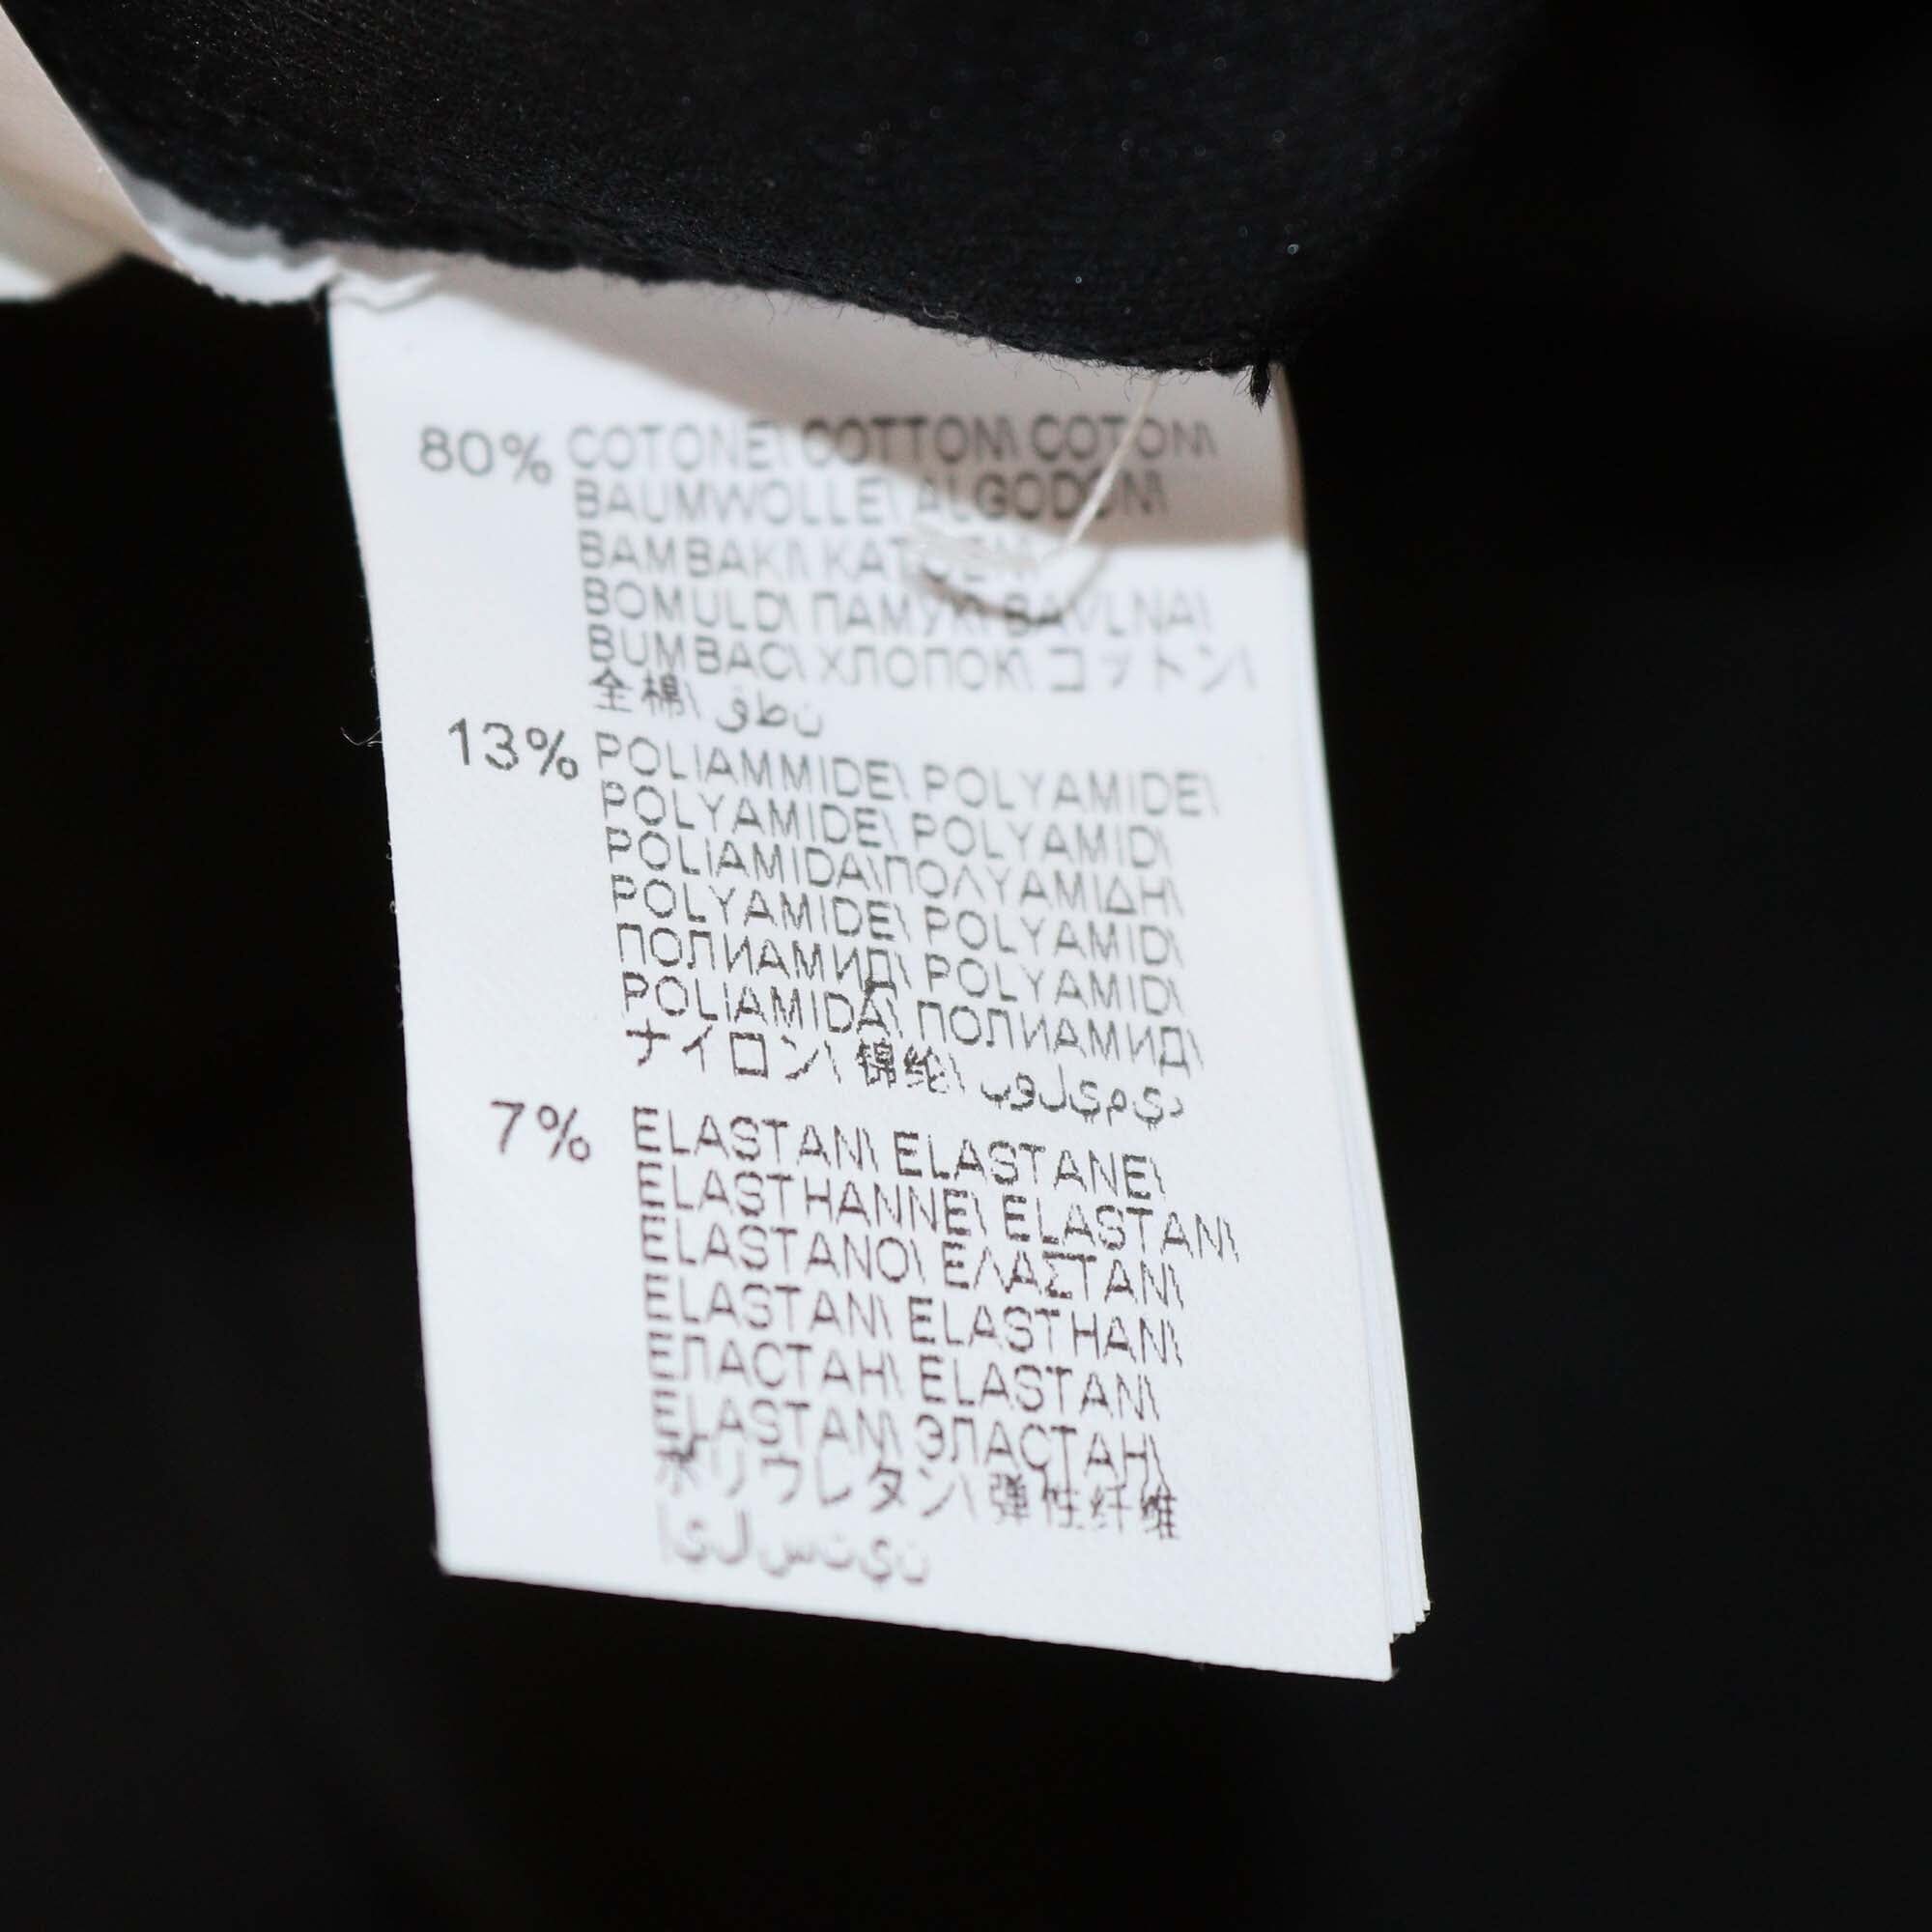 80% COTONE\ COTTON\ COTON\
BAUMWOLLE\ ALGODON\
BAMBAKI\ KATOEN\
BOMULD\ ПАМУК\ BAVLNA\
BUMBAC\ ХЛОПОК\ コットン\
全棉\ قطن
13% POLIAMMIDE\ POLYAMIDE\
POLYAMIDE\ POLYAMID\
POLIAMIDA\ΠΟΛΥΑΜΙΔΗ\
POLYAMIDE\ POLYAMID\
ПОЛИАМИД\ POLYAMID\
POLIAMIDĂ\ ПОЛИАМИД\
ナイロン\ 锦纶\ بوليميد
7% ELASTAN\ ELASTANE\
ELASTHANNE\ ELASTAN\
ELASTANO\ ΕΛΑΣΤΑΝ\
ELASTAN\ ELASTHAN\
ЕПАСТАН\ ELASTAN\
ELASTAN\ ЭЛАСТАН\
ポリウレタン\ 弹性纤维
إيلستين